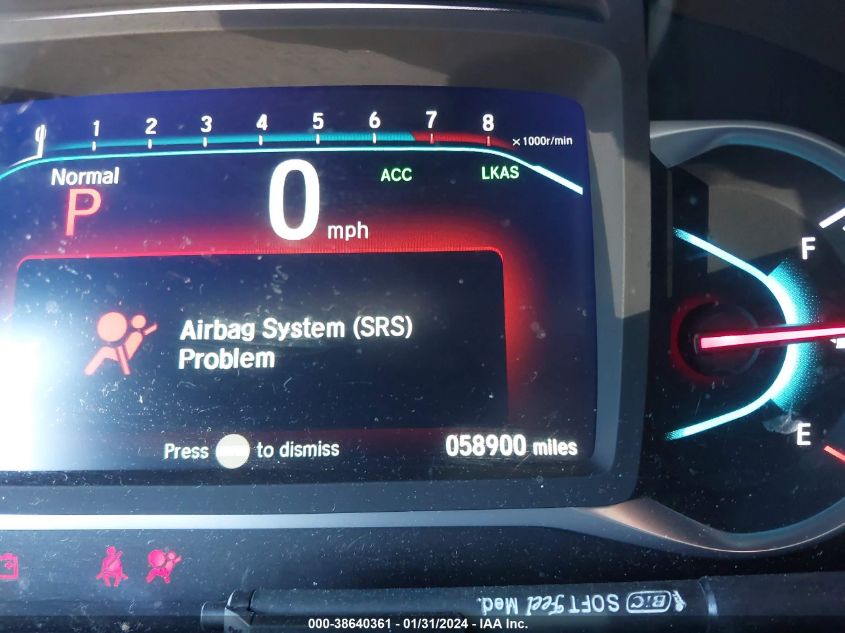 0 1 2 3 4 5 6 7 8 ×1000r/min
Normal
ACC
LKAS
P
0 mph
F
Airbag System (SRS)
Problem
E
Press to dismiss
058900 miles
BIC SOFT Feel Med.
000-38640361 - 01/31/2024 - IAA Inc.